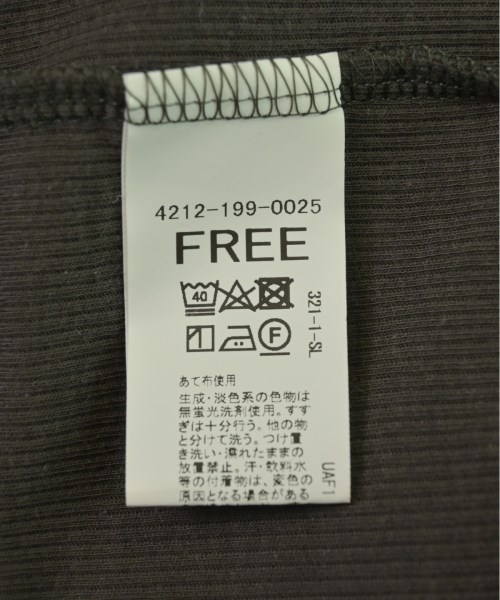 4212-199-0025
FREE
40
F
321-1-SL
あて布使用
生成・淡色系の色物は
無蛍光洗剤使用。すす
ぎは十分行う。他の物
と分けて洗う。つけ置
き洗い・濡れたままの
放置禁止。汗・飲料水
等の付着物は、変色の
原因となる場合がある
UAF1